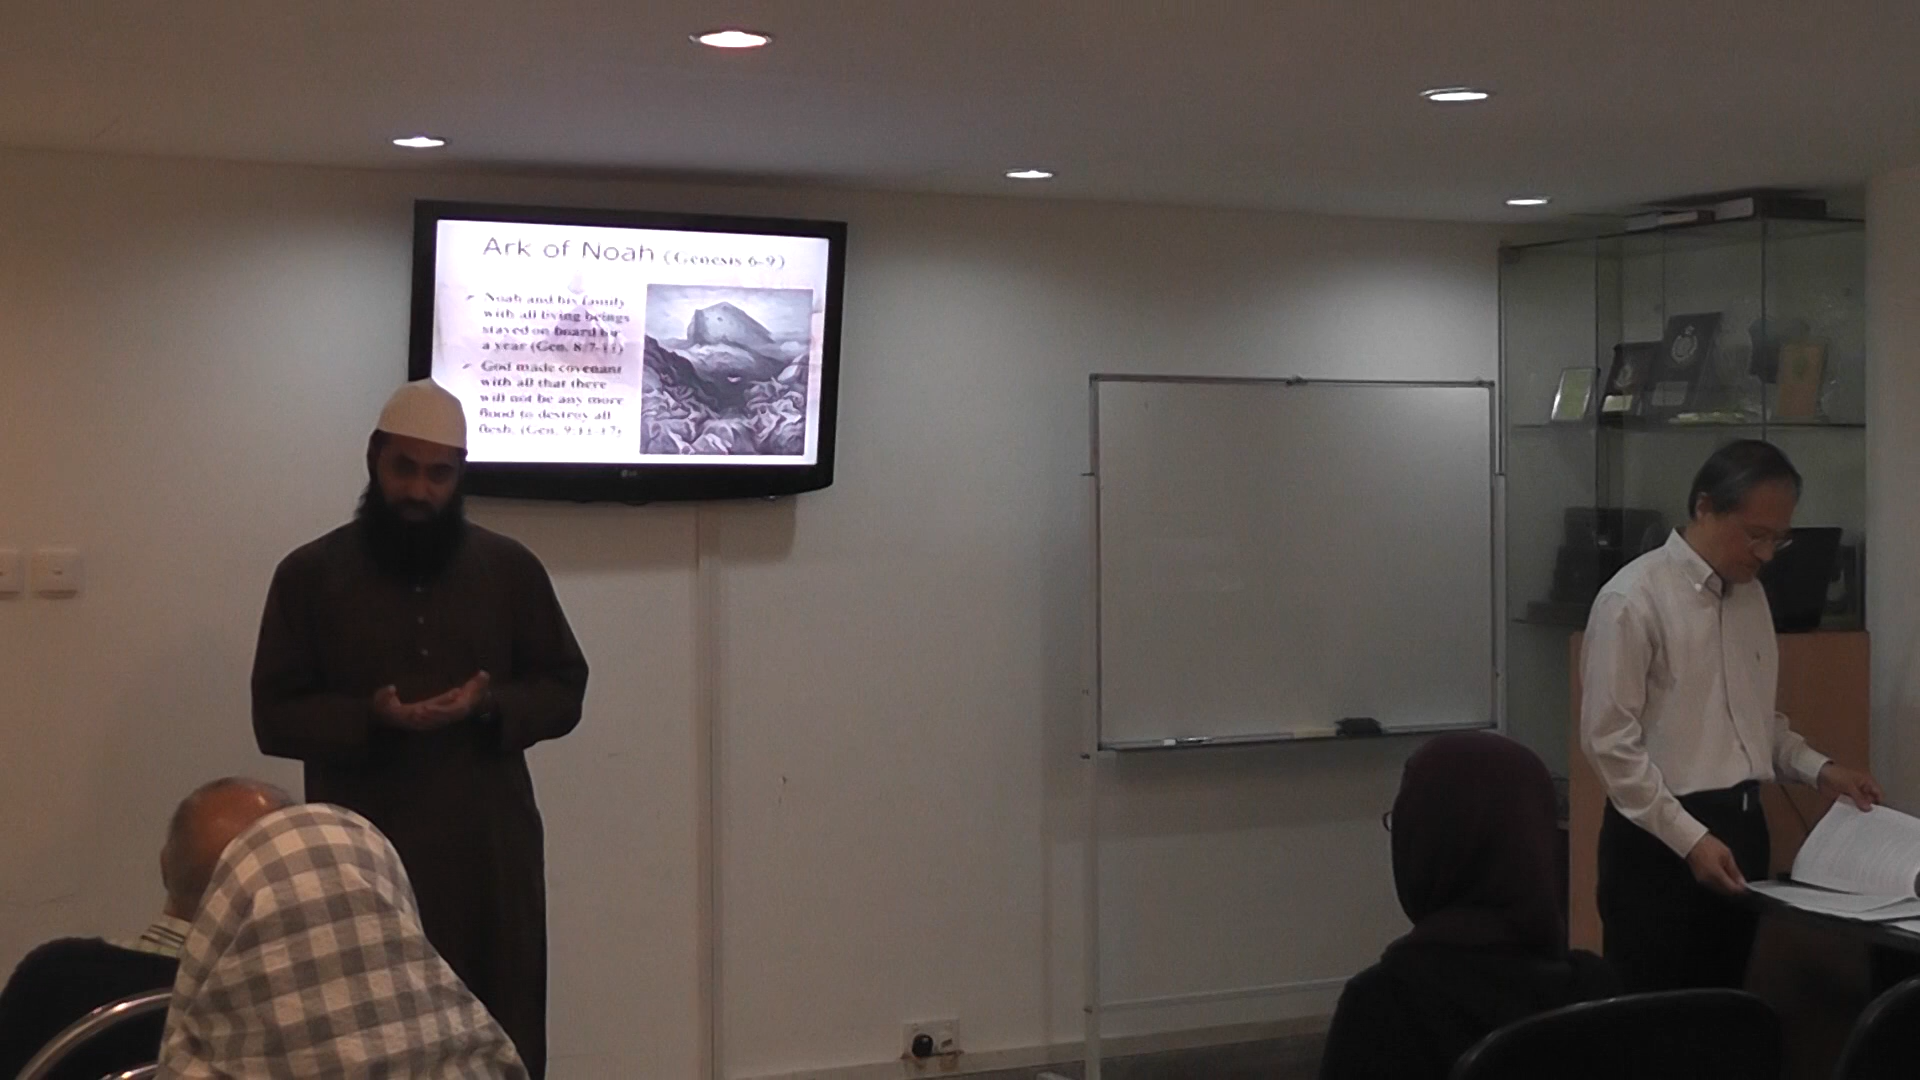 Ark of Noah (Genesis 6-9)
Noah and his family
with all living beings
stayed on board for
a year (Gen. 8:7-11)
God made covenant
with all that there
will not be any more
flood to destroy all
flesh. (Gen. 9:11-17)
LG